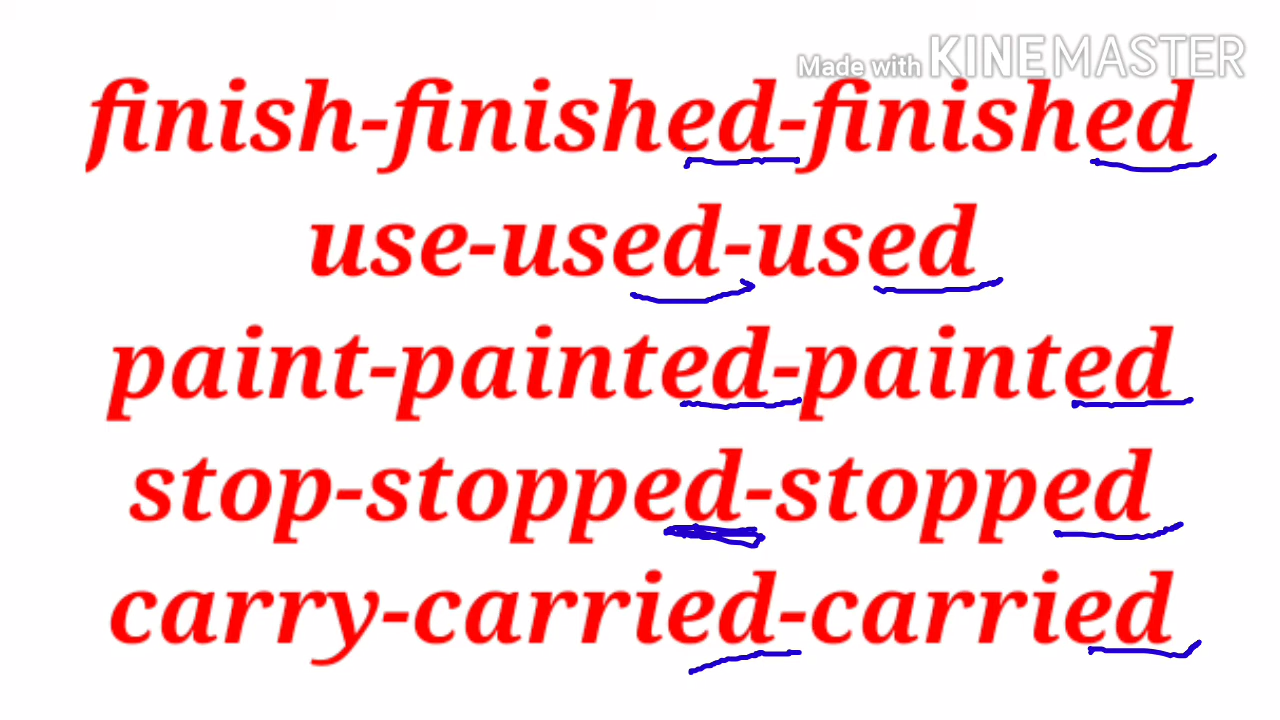 Made with KINEMASTER
finish-finished-finished
use-used-used
paint-painted-painted
stop-stopped-stopped
carry-carried-carried